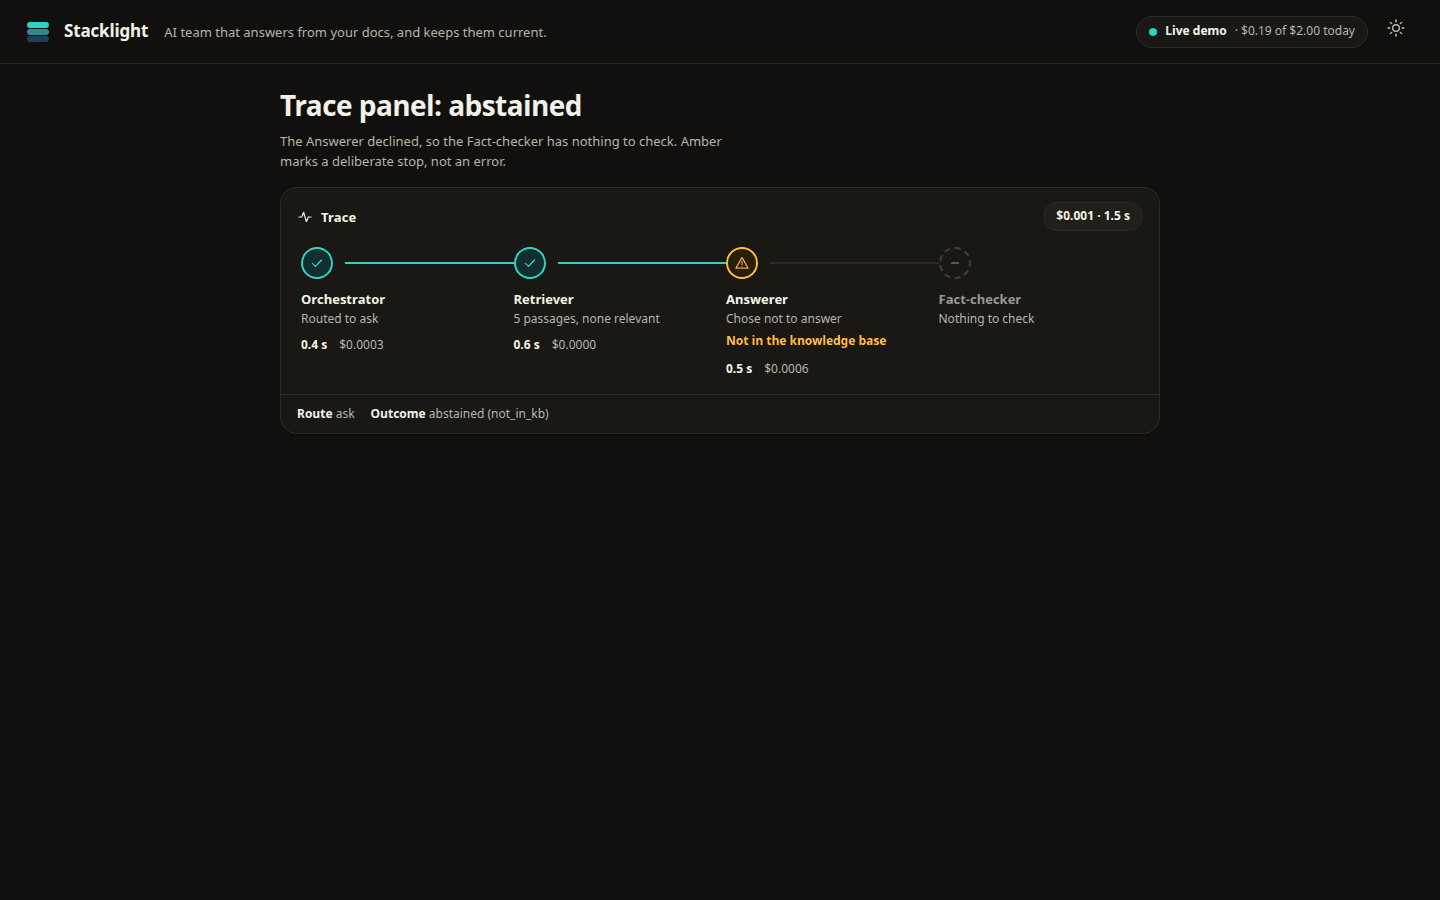 Stacklight AI team that answers from your docs, and keeps them current. Live demo · $0.19 of $2.00 today
Trace panel: abstained
The Answerer declined, so the Fact-checker has nothing to check. Amber
marks a deliberate stop, not an error.
Trace $0.001 · 1.5 s
Orchestrator Retriever Answerer Fact-checker
Routed to ask 5 passages, none relevant Chose not to answer Nothing to check
Not in the knowledge base
0.4 s $0.0003 0.6 s $0.0000
0.5 s $0.0006
Route ask Outcome abstained (not_in_kb)